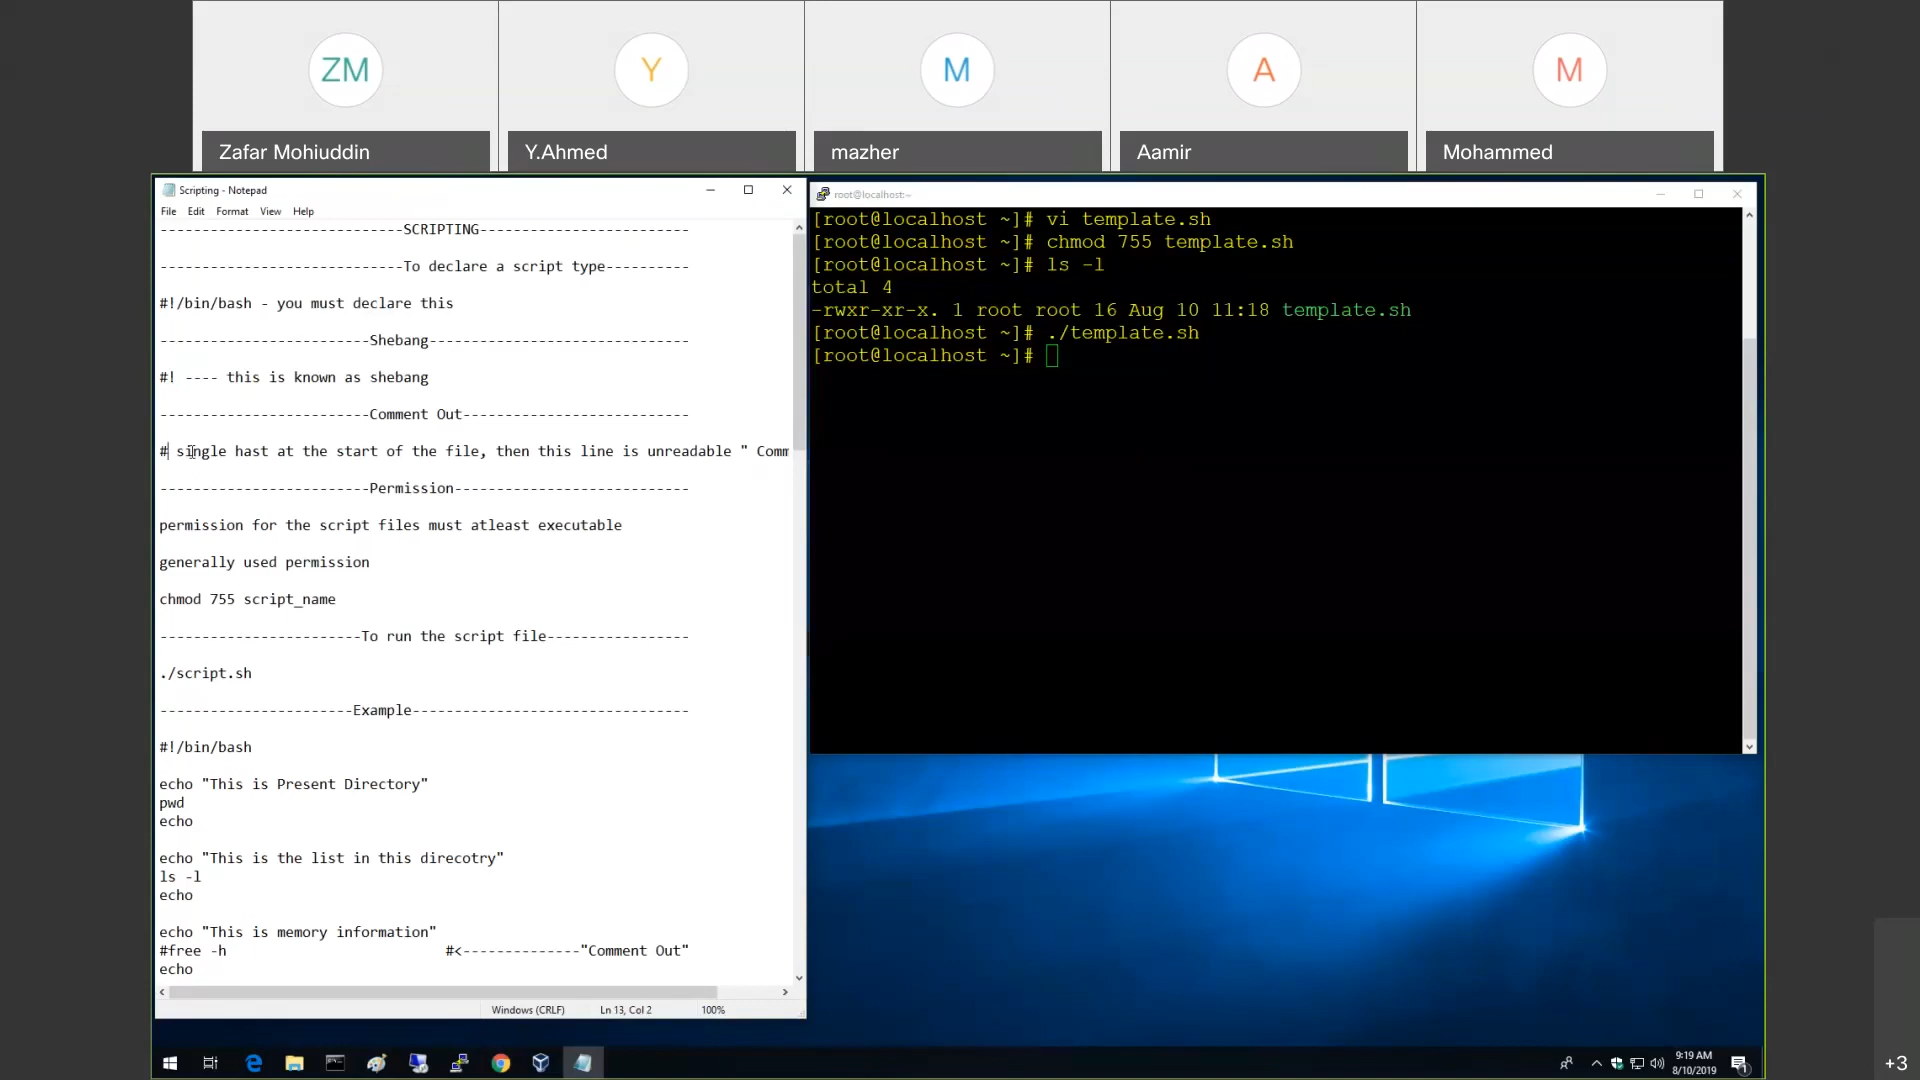 ZM
Y
M
A
M
Zafar Mohiuddin
Y.Ahmed
mazher
Aamir
Mohammed
Scripting - Notepad
File Edit Format View Help
-----------------------------SCRIPTING-------------------------
-----------------------------To declare a script type----------
#!/bin/bash - you must declare this
-------------------------Shebang-------------------------------
#! ---- this is known as shebang
-------------------------Comment Out---------------------------
# single hast at the start of the file, then this line is unreadable " Comm
-------------------------Permission----------------------------
permission for the script files must atleast executable
generally used permission
chmod 755 script_name
------------------------To run the script file-----------------
./script.sh
-----------------------Example---------------------------------
#!/bin/bash
echo "This is Present Directory"
pwd
echo
echo "This is the list in this direcotry"
ls -l
echo
echo "This is memory information"
#free -h #<--------------"Comment Out"
echo
Windows (CRLF) Ln 13, Col 2 100%
root@localhost:~
[root@localhost ~]# vi template.sh
[root@localhost ~]# chmod 755 template.sh
[root@localhost ~]# ls -l
total 4
-rwxr-xr-x. 1 root root 16 Aug 10 11:18 template.sh
[root@localhost ~]# ./template.sh
[root@localhost ~]#
9:19 AM
8/10/2019
1
+3